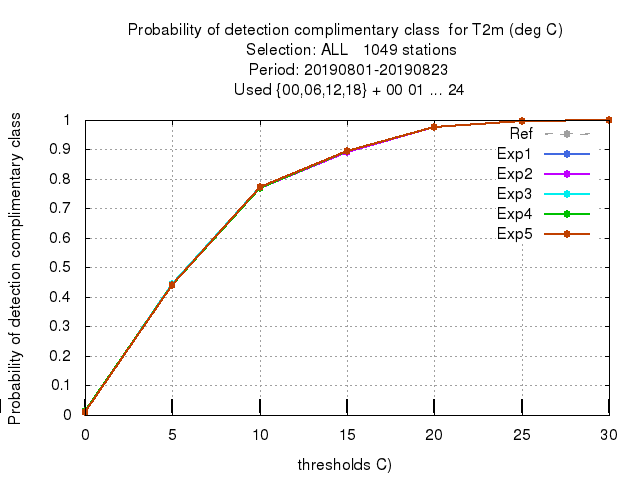 Probability of detection complimentary class  for T2m (deg C)
Selection: ALL   1049 stations
Period: 20190801-20190823
Used {00,06,12,18} + 00 01 ... 24
Probability of detection complimentary class
1
0.9
0.8
0.7
0.6
0.5
0.4
0.3
0.2
0.1
0
Ref
Exp1
Exp2
Exp3
Exp4
Exp5
0 5 10 15 20 25 30
thresholds C)